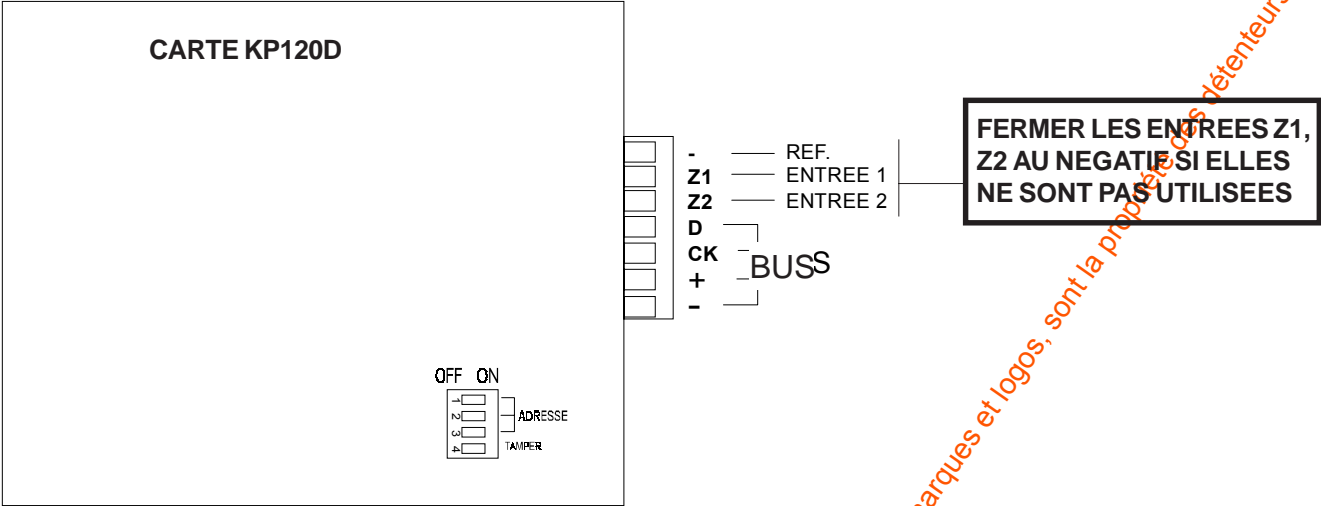 CARTE KP120D
- REF.
Z1 ENTREE 1
Z2 ENTREE 2
D
CK
+
-
BUSS
FERMER LES ENTREES Z1,
Z2 AU NEGATIF SI ELLES
NE SONT PAS UTILISEES
OFF ON
1
2
3
4
ADRESSE
TAMPER
arques et logos, sont la propriété des détenteurs